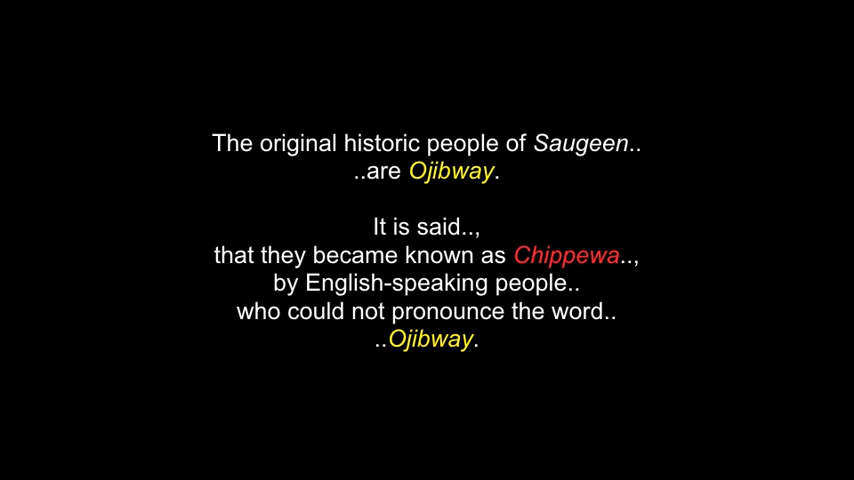 The original historic people of Saugeen..
..are Ojibway.
It is said..,
that they became known as Chippewa..,
by English-speaking people..
who could not pronounce the word..
..Ojibway.